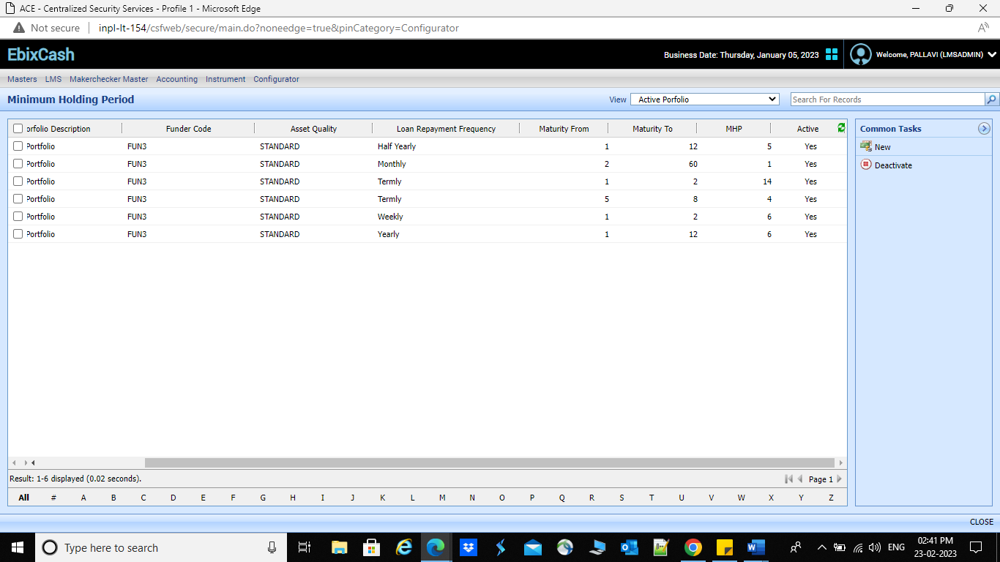 ACE - Centralized Security Services - Profile 1 - Microsoft Edge
Not secure inpl-lt-154/csfweb/secure/main.do?noneedge=true&pinCategory=Configurator
EbixCash Business Date: Thursday, January 05, 2023 Welcome, PALLAVI (LMSADMIN)
Masters LMS Makerchecker Master Accounting Instrument Configurator
Minimum Holding Period View Active Porfolio Search For Records
orfolio Description Funder Code Asset Quality Loan Repayment Frequency Maturity From Maturity To MHP Active Common Tasks
Portfolio FUN3 STANDARD Half Yearly 1 12 5 Yes New
Portfolio FUN3 STANDARD Monthly 2 60 1 Yes Deactivate
Portfolio FUN3 STANDARD Termly 1 2 14 Yes
Portfolio FUN3 STANDARD Termly 5 8 4 Yes
Portfolio FUN3 STANDARD Weekly 1 2 6 Yes
Portfolio FUN3 STANDARD Yearly 1 12 6 Yes
Result: 1-6 displayed (0.02 seconds). Page 1
All # A B C D E F G H I J K L M N O P Q R S T U V W X Y Z
CLOSE
Type here to search ENG 02:41 PM
23-02-2023